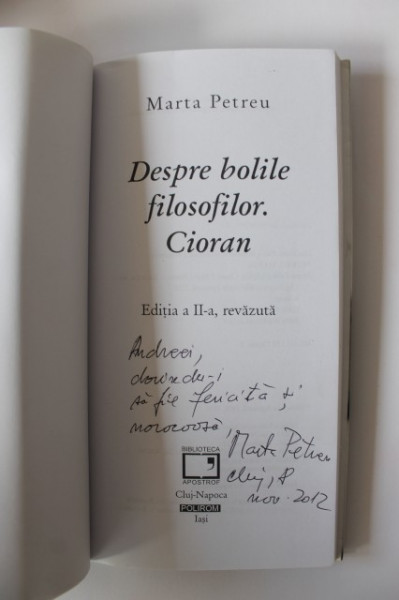 Marta Petreu
Despre bolile
filosofilor.
Cioran
Ediția a II-a, revăzută
Andreei,
dorindu-i
să fie fericită și
norocoasă,
Marta Petreu
Cluj, 8
nov. 2012
BIBLIOTECA
APOSTROF
Cluj-Napoca
POLIROM
Iași